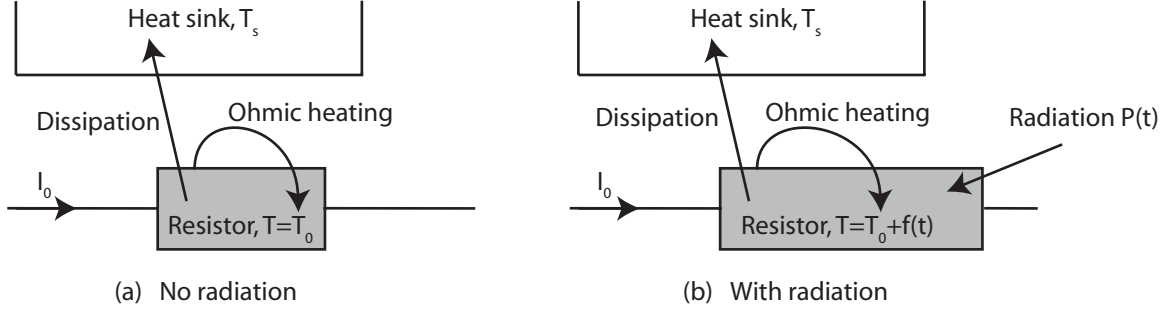 Heat sink, Tₛ
Dissipation
Ohmic heating
I₀
Resistor, T=T₀
(a) No radiation
Heat sink, Tₛ
Dissipation
Ohmic heating
Radiation P(t)
I₀
Resistor, T=T₀+f(t)
(b) With radiation